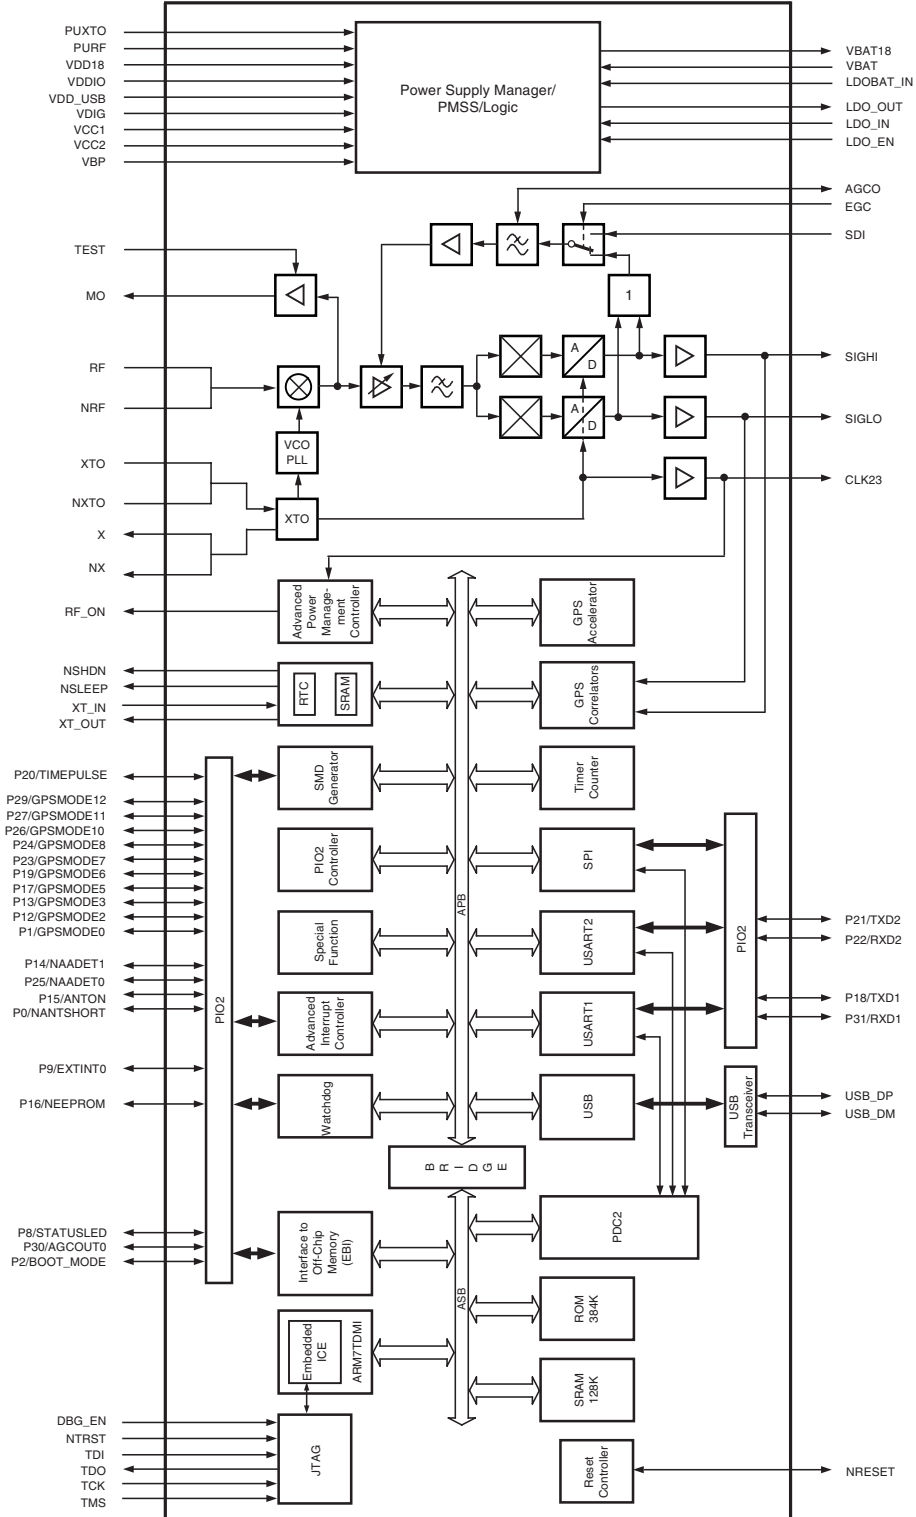 PUXTO
PURF
VDD18
VDDIO
VDD_USB
VDIG
VCC1
VCC2
VBP
Power Supply Manager/
PMSS/Logic
VBAT18
VBAT
LDOBAT_IN
LDO_OUT
LDO_IN
LDO_EN
AGCO
EGC
SDI
TEST
MO
1
RF
NRF
A
D
A
D
SIGHI
SIGLO
VCO
PLL
XTO
NXTO
X
NX
XTO
CLK23
RF_ON
Advanced
Power
Manage-
ment
Controller
GPS
Accelerator
NSHDN
NSLEEP
XT_IN
XT_OUT
RTC
SRAM
GPS
Correlators
P20/TIMEPULSE
P29/GPSMODE12
P27/GPSMODE11
P26/GPSMODE10
P24/GPSMODE8
P23/GPSMODE7
P19/GPSMODE6
P17/GPSMODE5
P13/GPSMODE3
P12/GPSMODE2
P1/GPSMODE0
P14/NAADET1
P25/NAADET0
P15/ANTON
P0/NANTSHORT
P9/EXTINT0
P16/NEEPROM
P8/STATUSLED
P30/AGCOUT0
P2/BOOT_MODE
PIO2
SMD
Generator
PIO2
Controller
Special
Function
Advanced
Interrupt
Controller
Watchdog
APB
Timer
Counter
SPI
USART2
USART1
USB
PIO2
P21/TXD2
P22/RXD2
P18/TXD1
P31/RXD1
USB
Transceiver
USB_DP
USB_DM
BRIDGE
Interface to
Off-Chip
Memory
(EBI)
ASB
PDC2
ROM
384K
SRAM
128K
Embedded
ICE
ARM7TDMI
DBG_EN
NTRST
TDI
TDO
TCK
TMS
JTAG
Reset
Controller
NRESET